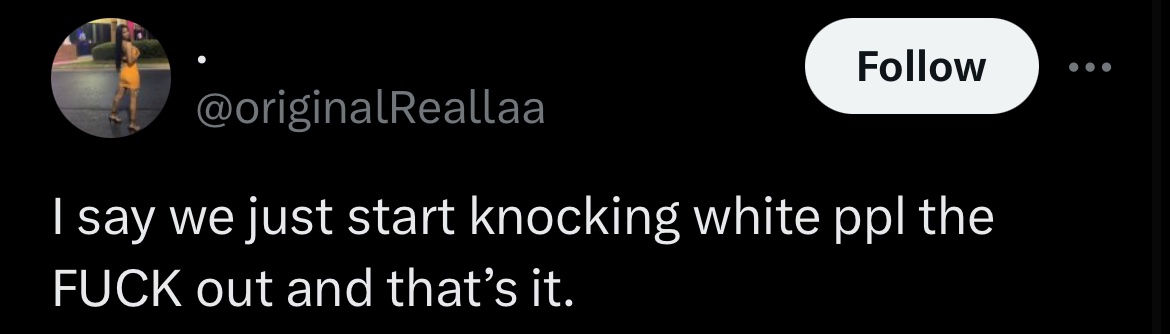 .
Follow
@originalReallaa
I say we just start knocking white ppl the
FUCK out and that’s it.